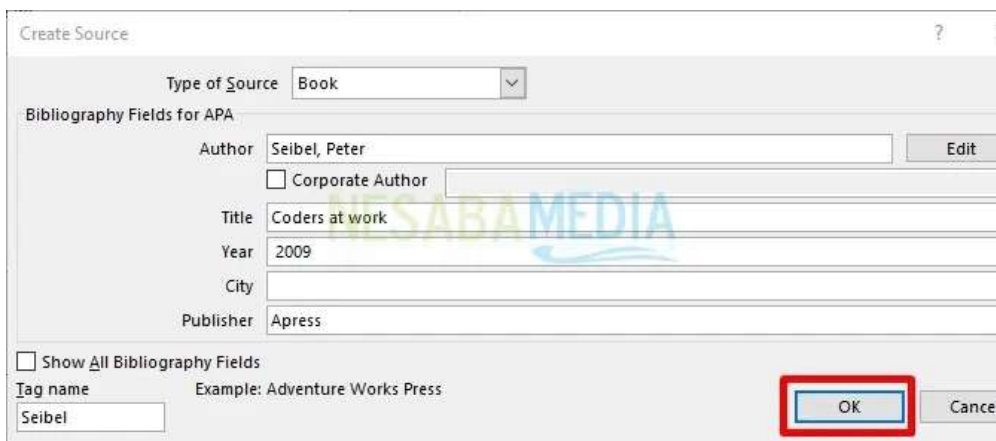 Create Source ?
Type of Source Book
Bibliography Fields for APA
Author Seibel, Peter Edit
Corporate Author
NESABAMEDIA
Title Coders at work
Year 2009
City
Publisher Apress
Show All Bibliography Fields
Tag name Example: Adventure Works Press
Seibel
OK Cance